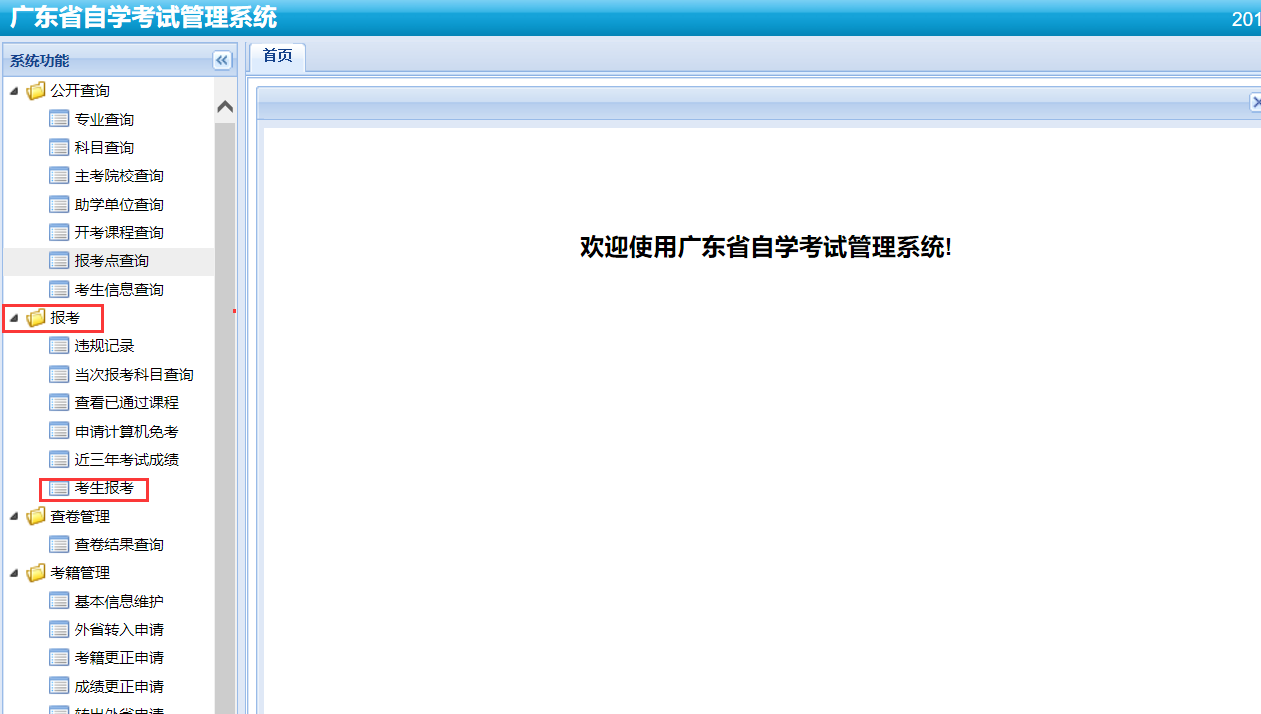 广东省自学考试管理系统
201
系统功能
首页
公开查询
专业查询
科目查询
主考院校查询
助学单位查询
开考课程查询
报考点查询
考生信息查询
报考
违规记录
当次报考科目查询
查看已通过课程
申请计算机免考
近三年考试成绩
考生报考
查卷管理
查卷结果查询
考籍管理
基本信息维护
外省转入申请
考籍更正申请
成绩更正申请
转出外省申请
欢迎使用广东省自学考试管理系统!